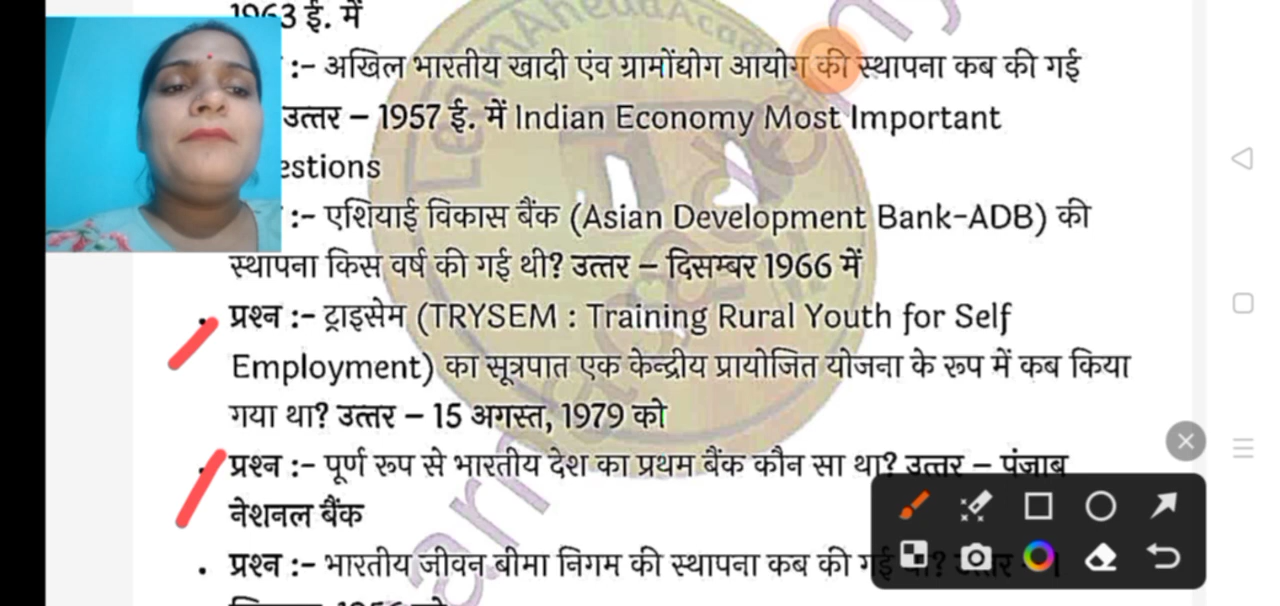 1963 ई. में
:- अखिल भारतीय खादी एंव ग्रामोंद्योग आयोग की स्थापना कब की गई
उत्तर – 1957 ई. में Indian Economy Most Important
estions
:- एशियाई विकास बैंक (Asian Development Bank-ADB) की
स्थापना किस वर्ष की गई थी? उत्तर – दिसम्बर 1966 में
• प्रश्न :- ट्राइसेम (TRYSEM : Training Rural Youth for Self
Employment) का सूत्रपात एक केन्द्रीय प्रायोजित योजना के रूप में कब किया
गया था? उत्तर – 15 अगस्त, 1979 को
• प्रश्न :- पूर्ण रूप से भारतीय देश का प्रथम बैंक कौन सा था? उत्तर – पंजाब
नेशनल बैंक
• प्रश्न :- भारतीय जीवन बीमा निगम की स्थापना कब की गई